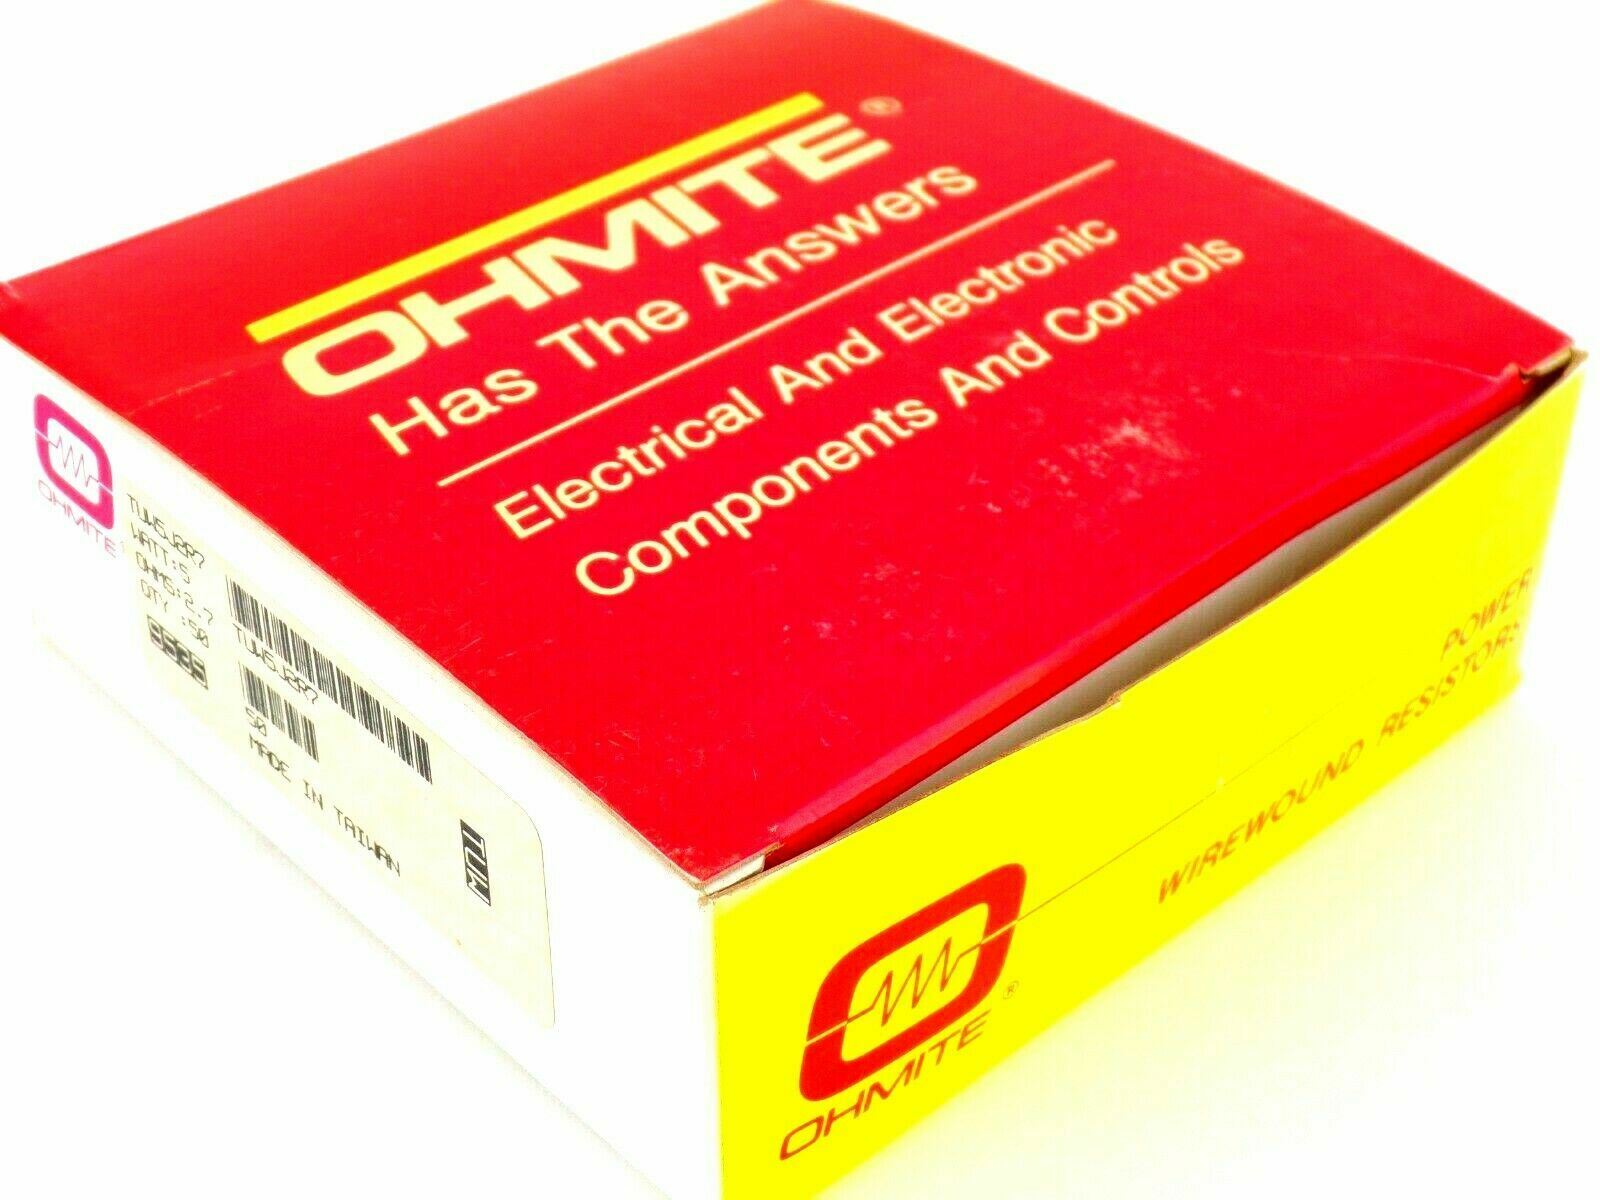 OHMITE®
Has The Answers
Electrical And Electronic
Components And Controls
OHMITE
TUW5J2R7
WATT:5
OHMS:2.7
QTY :50
TUW5J2R7
50
MADE IN TAIWAN
POWER
WIREWOUND RESISTORS
®
OHMITE